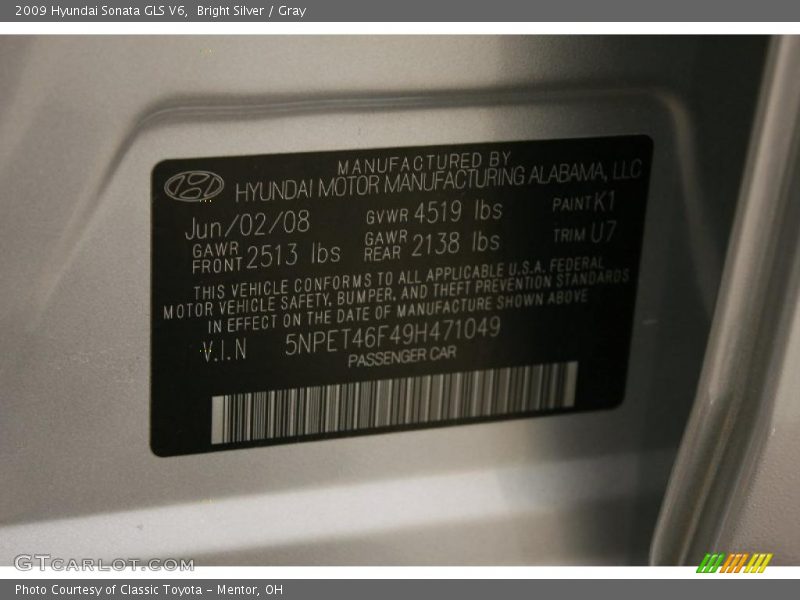 2009 Hyundai Sonata GLS V6,  Bright Silver / Gray
MANUFACTURED BY
HYUNDAI MOTOR MANUFACTURING ALABAMA, LLC
Jun/02/08 GVWR 4519 lbs PAINT K1
GAWR FRONT 2513 lbs GAWR REAR 2138 lbs TRIM U7
THIS VEHICLE CONFORMS TO ALL APPLICABLE U.S.A. FEDERAL
MOTOR VEHICLE SAFETY, BUMPER, AND THEFT PREVENTION STANDARDS
IN EFFECT ON THE DATE OF MANUFACTURE SHOWN ABOVE
V.I.N 5NPET46F49H471049
PASSENGER CAR
GTcarlot.com
Photo Courtesy of Classic Toyota - Mentor, OH